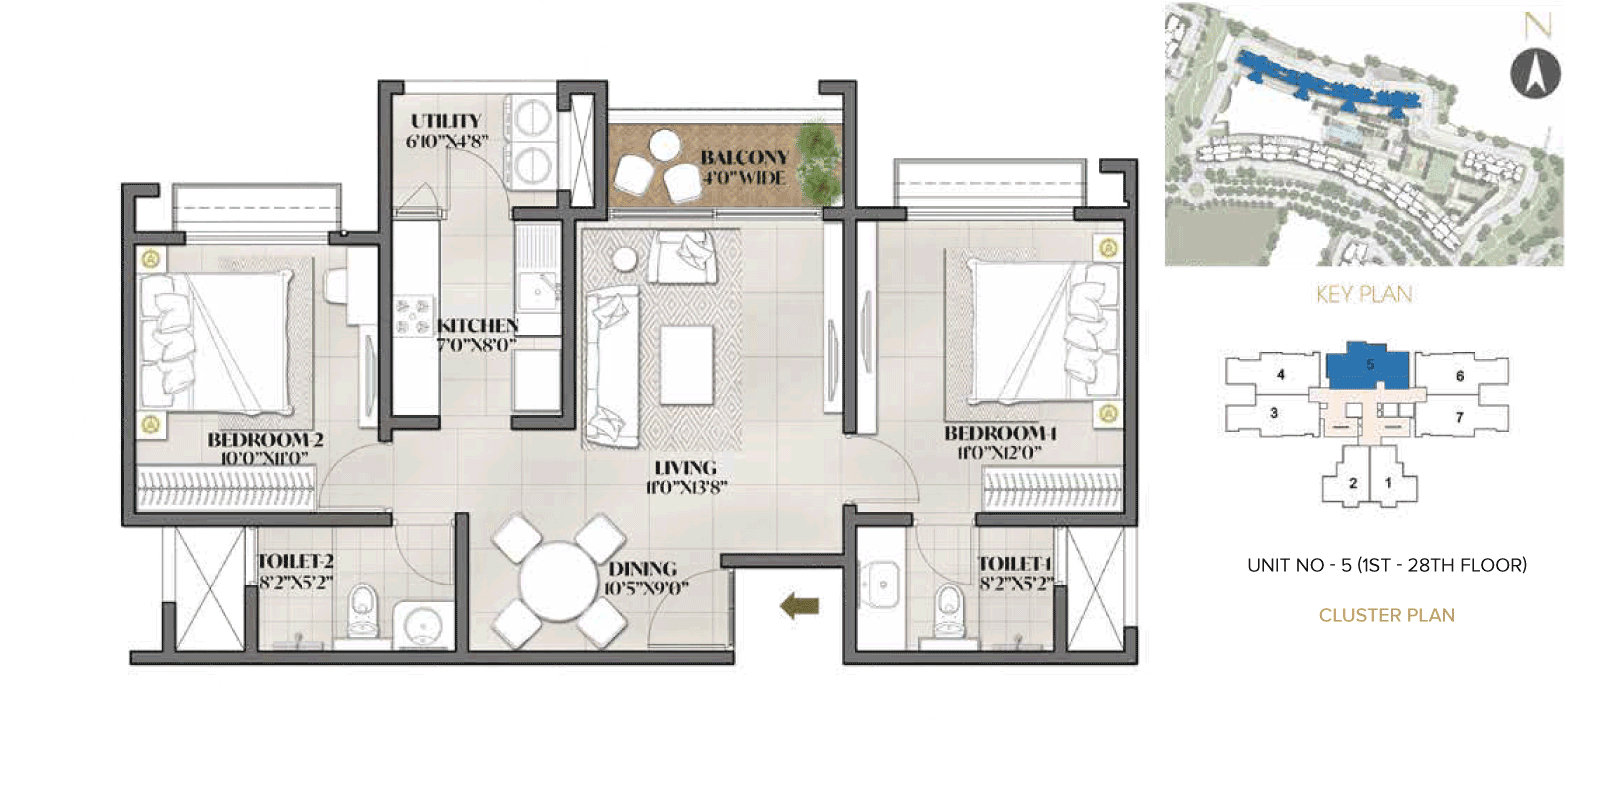 UTILITY
6'10"X4'8"
BALCONY
4'0" WIDE
KITCHEN
7'0"X8'0"
BEDROOM-2
10'0"X11'0"
BEDROOM-1
11'0"X12'0"
LIVING
11'0"X13'8"
TOILET-2
8'2"X5'2"
DINING
10'5"X9'0"
TOILET-1
8'2"X5'2"
N
KEY PLAN
4
5
6
3
7
2
1
UNIT NO - 5 (1ST - 28TH FLOOR)
CLUSTER PLAN